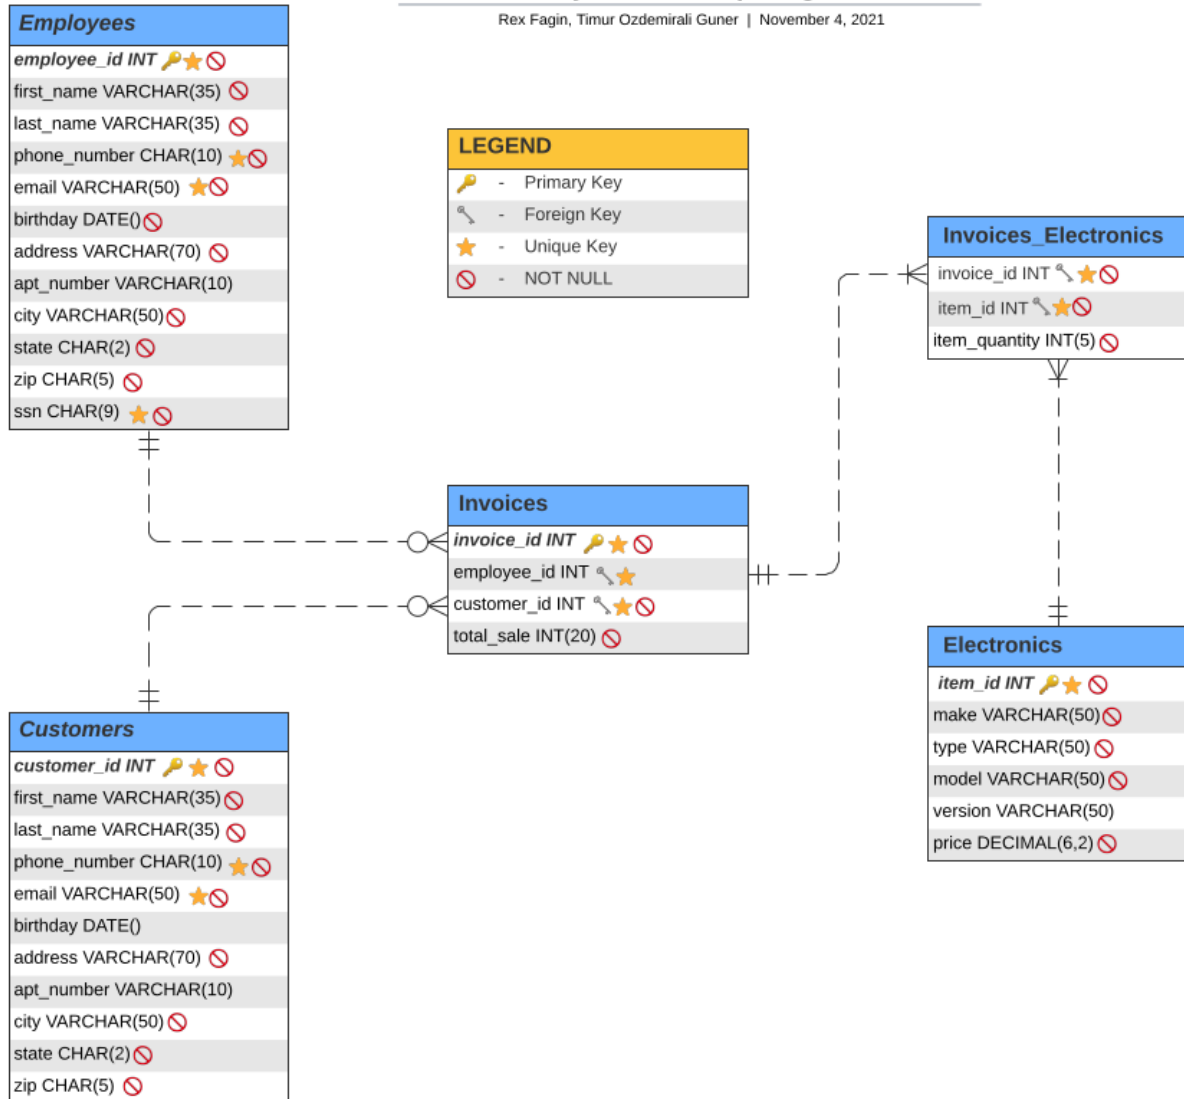 Rex Fagin, Timur Ozdemirali Guner | November 4, 2021
Employees
employee_id INT
first_name VARCHAR(35)
last_name VARCHAR(35)
phone_number CHAR(10)
email VARCHAR(50)
birthday DATE()
address VARCHAR(70)
apt_number VARCHAR(10)
city VARCHAR(50)
state CHAR(2)
zip CHAR(5)
ssn CHAR(9)
LEGEND
- Primary Key
- Foreign Key
- Unique Key
- NOT NULL
Invoices_Electronics
invoice_id INT
item_id INT
item_quantity INT(5)
Invoices
invoice_id INT
employee_id INT
customer_id INT
total_sale INT(20)
Electronics
item_id INT
make VARCHAR(50)
type VARCHAR(50)
model VARCHAR(50)
version VARCHAR(50)
price DECIMAL(6,2)
Customers
customer_id INT
first_name VARCHAR(35)
last_name VARCHAR(35)
phone_number CHAR(10)
email VARCHAR(50)
birthday DATE()
address VARCHAR(70)
apt_number VARCHAR(10)
city VARCHAR(50)
state CHAR(2)
zip CHAR(5)